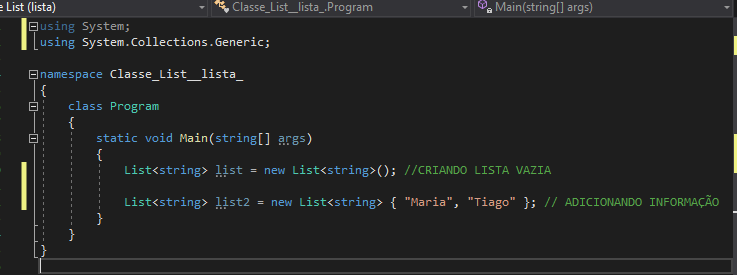 e List (lista) Classe_List__lista_.Program Main(string[] args)
using System;
using System.Collections.Generic;
namespace Classe_List__lista_
{
class Program
{
static void Main(string[] args)
{
List<string> list = new List<string>(); //CRIANDO LISTA VAZIA
List<string> list2 = new List<string> { "Maria", "Tiago" }; // ADICIONANDO INFORMAÇÃO
}
}
}